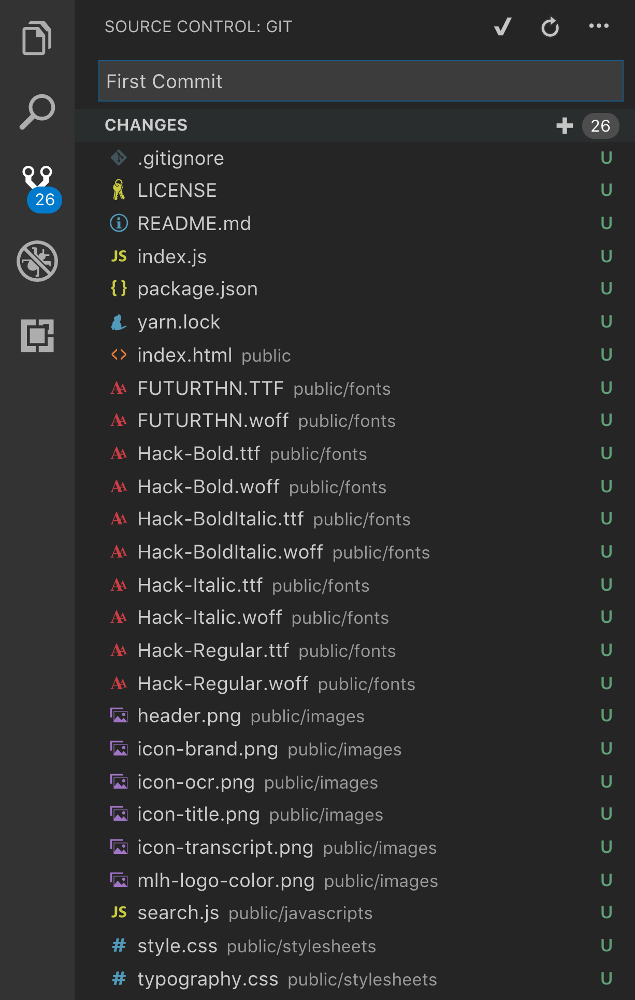 SOURCE CONTROL: GIT
First Commit
CHANGES 26
.gitignore U
LICENSE U
26
README.md U
JS index.js U
{} package.json U
yarn.lock U
<> index.html public U
FUTURTHN.TTF public/fonts U
FUTURTHN.woff public/fonts U
Hack-Bold.ttf public/fonts U
Hack-Bold.woff public/fonts U
Hack-BoldItalic.ttf public/fonts U
Hack-BoldItalic.woff public/fonts U
Hack-Italic.ttf public/fonts U
Hack-Italic.woff public/fonts U
Hack-Regular.ttf public/fonts U
Hack-Regular.woff public/fonts U
header.png public/images U
icon-brand.png public/images U
icon-ocr.png public/images U
icon-title.png public/images U
icon-transcript.png public/images U
mlh-logo-color.png public/images U
JS search.js public/javascripts U
# style.css public/stylesheets U
# typography.css public/stylesheets U